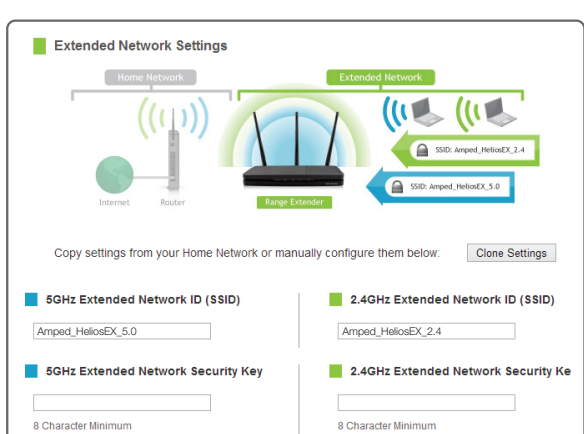 Extended Network Settings
Home Network
Extended Network
SSID: Amped_HeliosEX_2.4
SSID: Amped_HeliosEX_5.0
Internet
Router
Range Extender
Copy settings from your Home Network or manually configure them below:
Clone Settings
5GHz Extended Network ID (SSID)
2.4GHz Extended Network ID (SSID)
Amped_HeliosEX_5.0
Amped_HeliosEX_2.4
5GHz Extended Network Security Key
2.4GHz Extended Network Security Ke
8 Character Minimum
8 Character Minimum